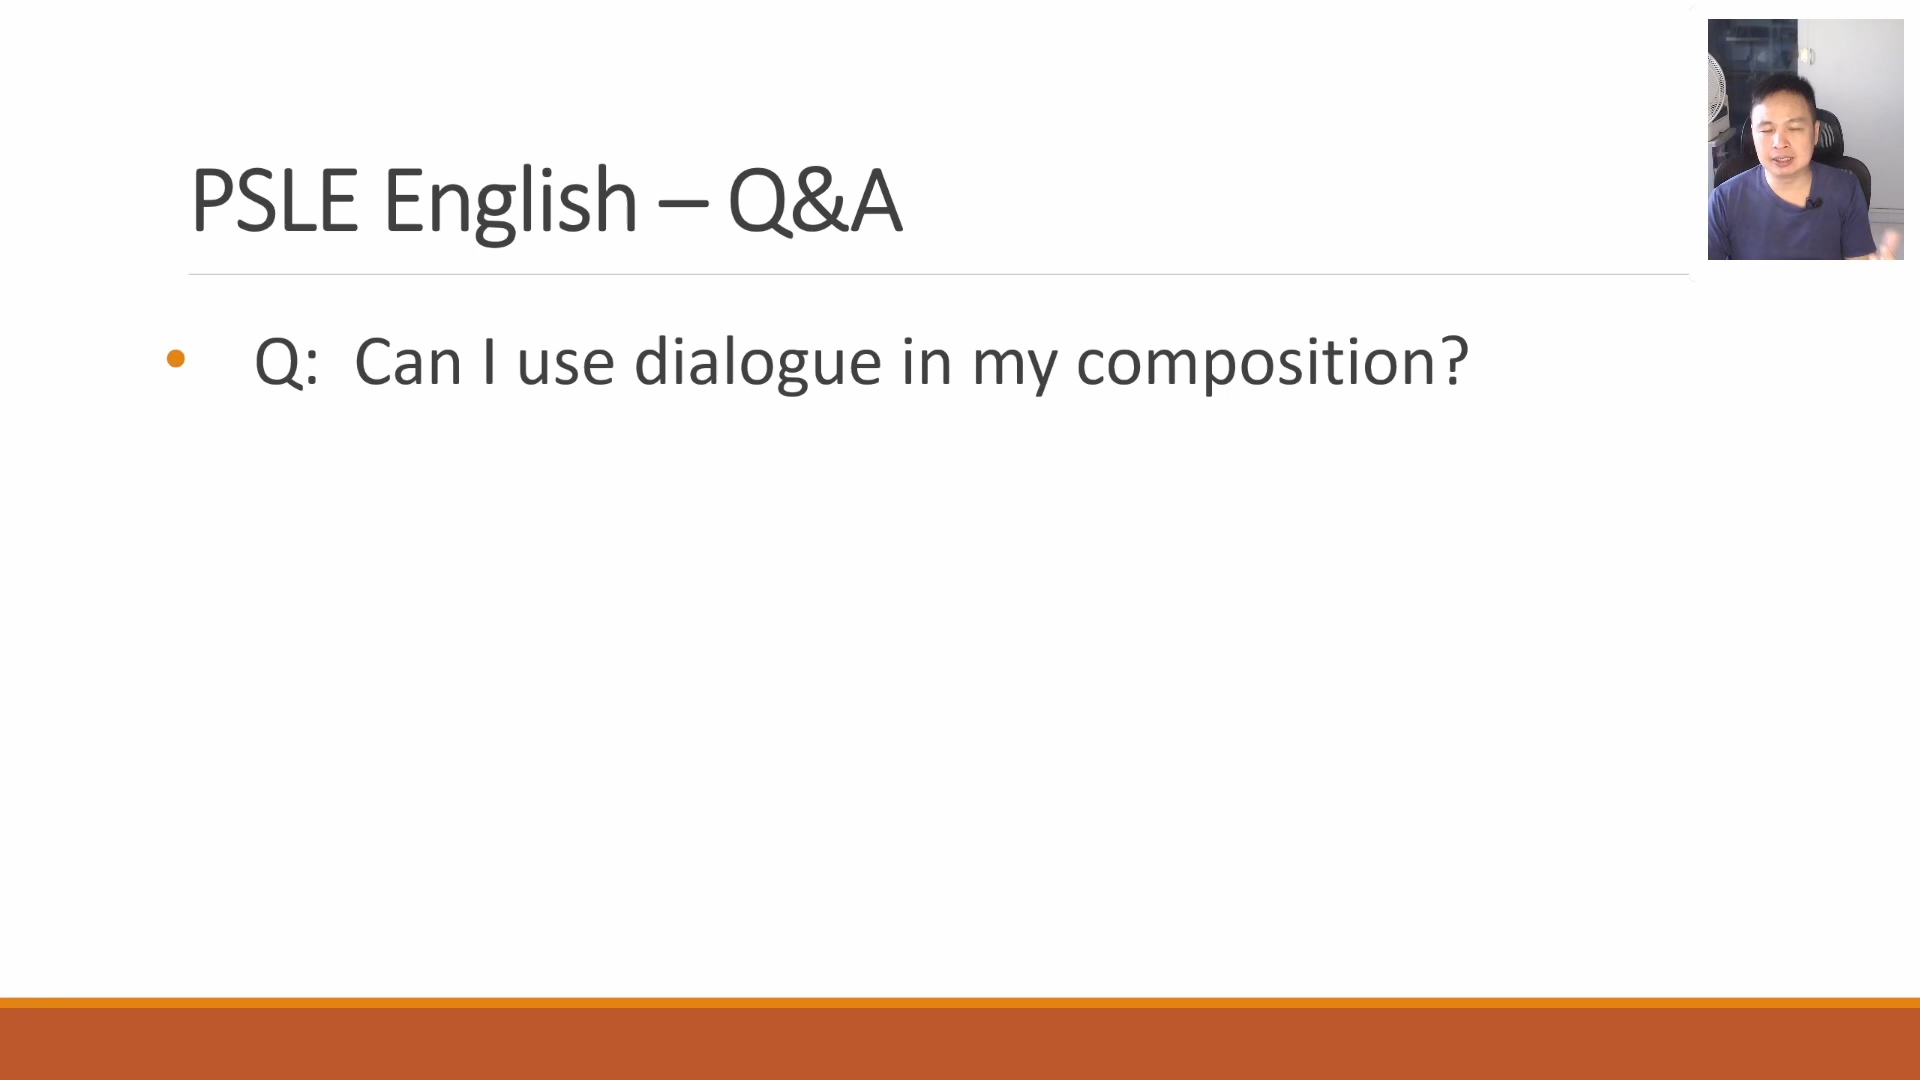 PSLE English – Q&A
• Q: Can I use dialogue in my composition?